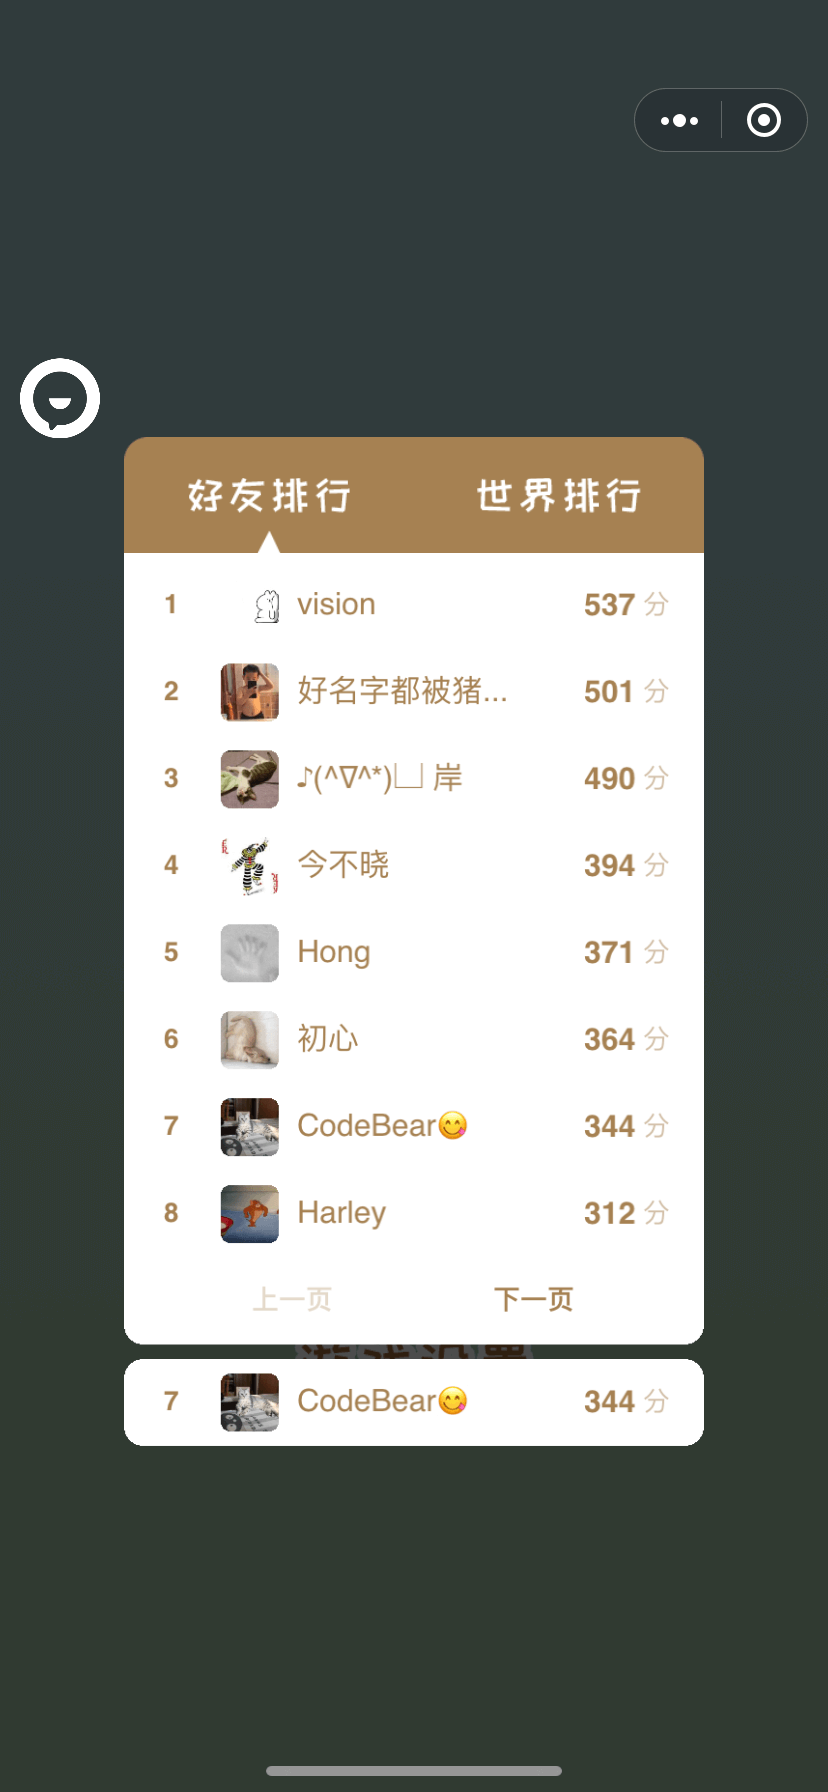 好友排行 世界排行
1 vision 537 分
2 好名字都被猪... 501 分
3 ♪(^∇^*)凵 岸 490 分
4 今不晓 394 分
5 Hong 371 分
6 初心 364 分
7 CodeBear😋 344 分
8 Harley 312 分
上一页 下一页
7 CodeBear😋 344 分